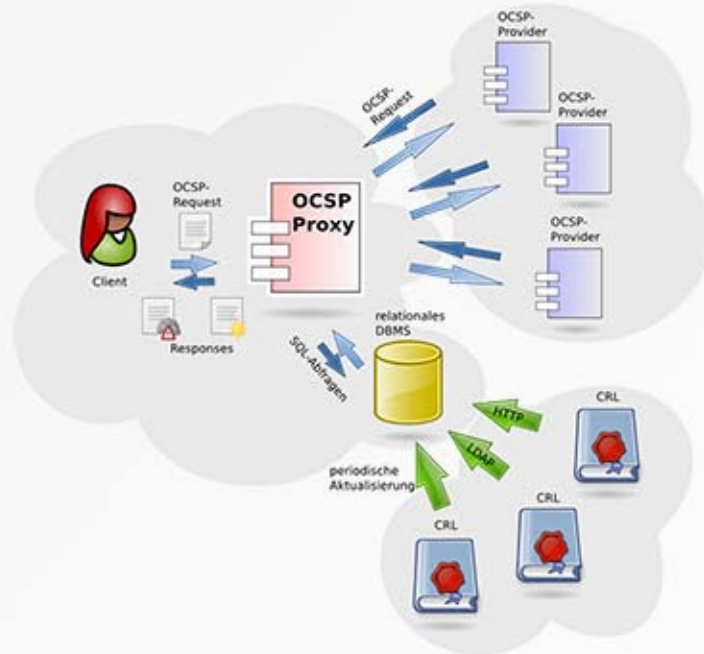 OCSP-
Provider
OCSP-
Provider
OCSP-
Request
OCSP-
Request
OCSP
Proxy
OCSP-
Provider
Client
Responses
relationales
DBMS
SQL-Abfragen
HTTP
LDAP
CRL
periodische
Aktualisierung
CRL
CRL